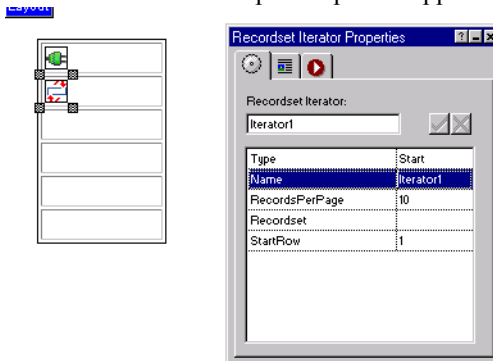 Layout
Recordset Iterator Properties
Recordset Iterator:
Iterator1
Type Start
Name Iterator1
RecordsPerPage 10
Recordset
StartRow 1